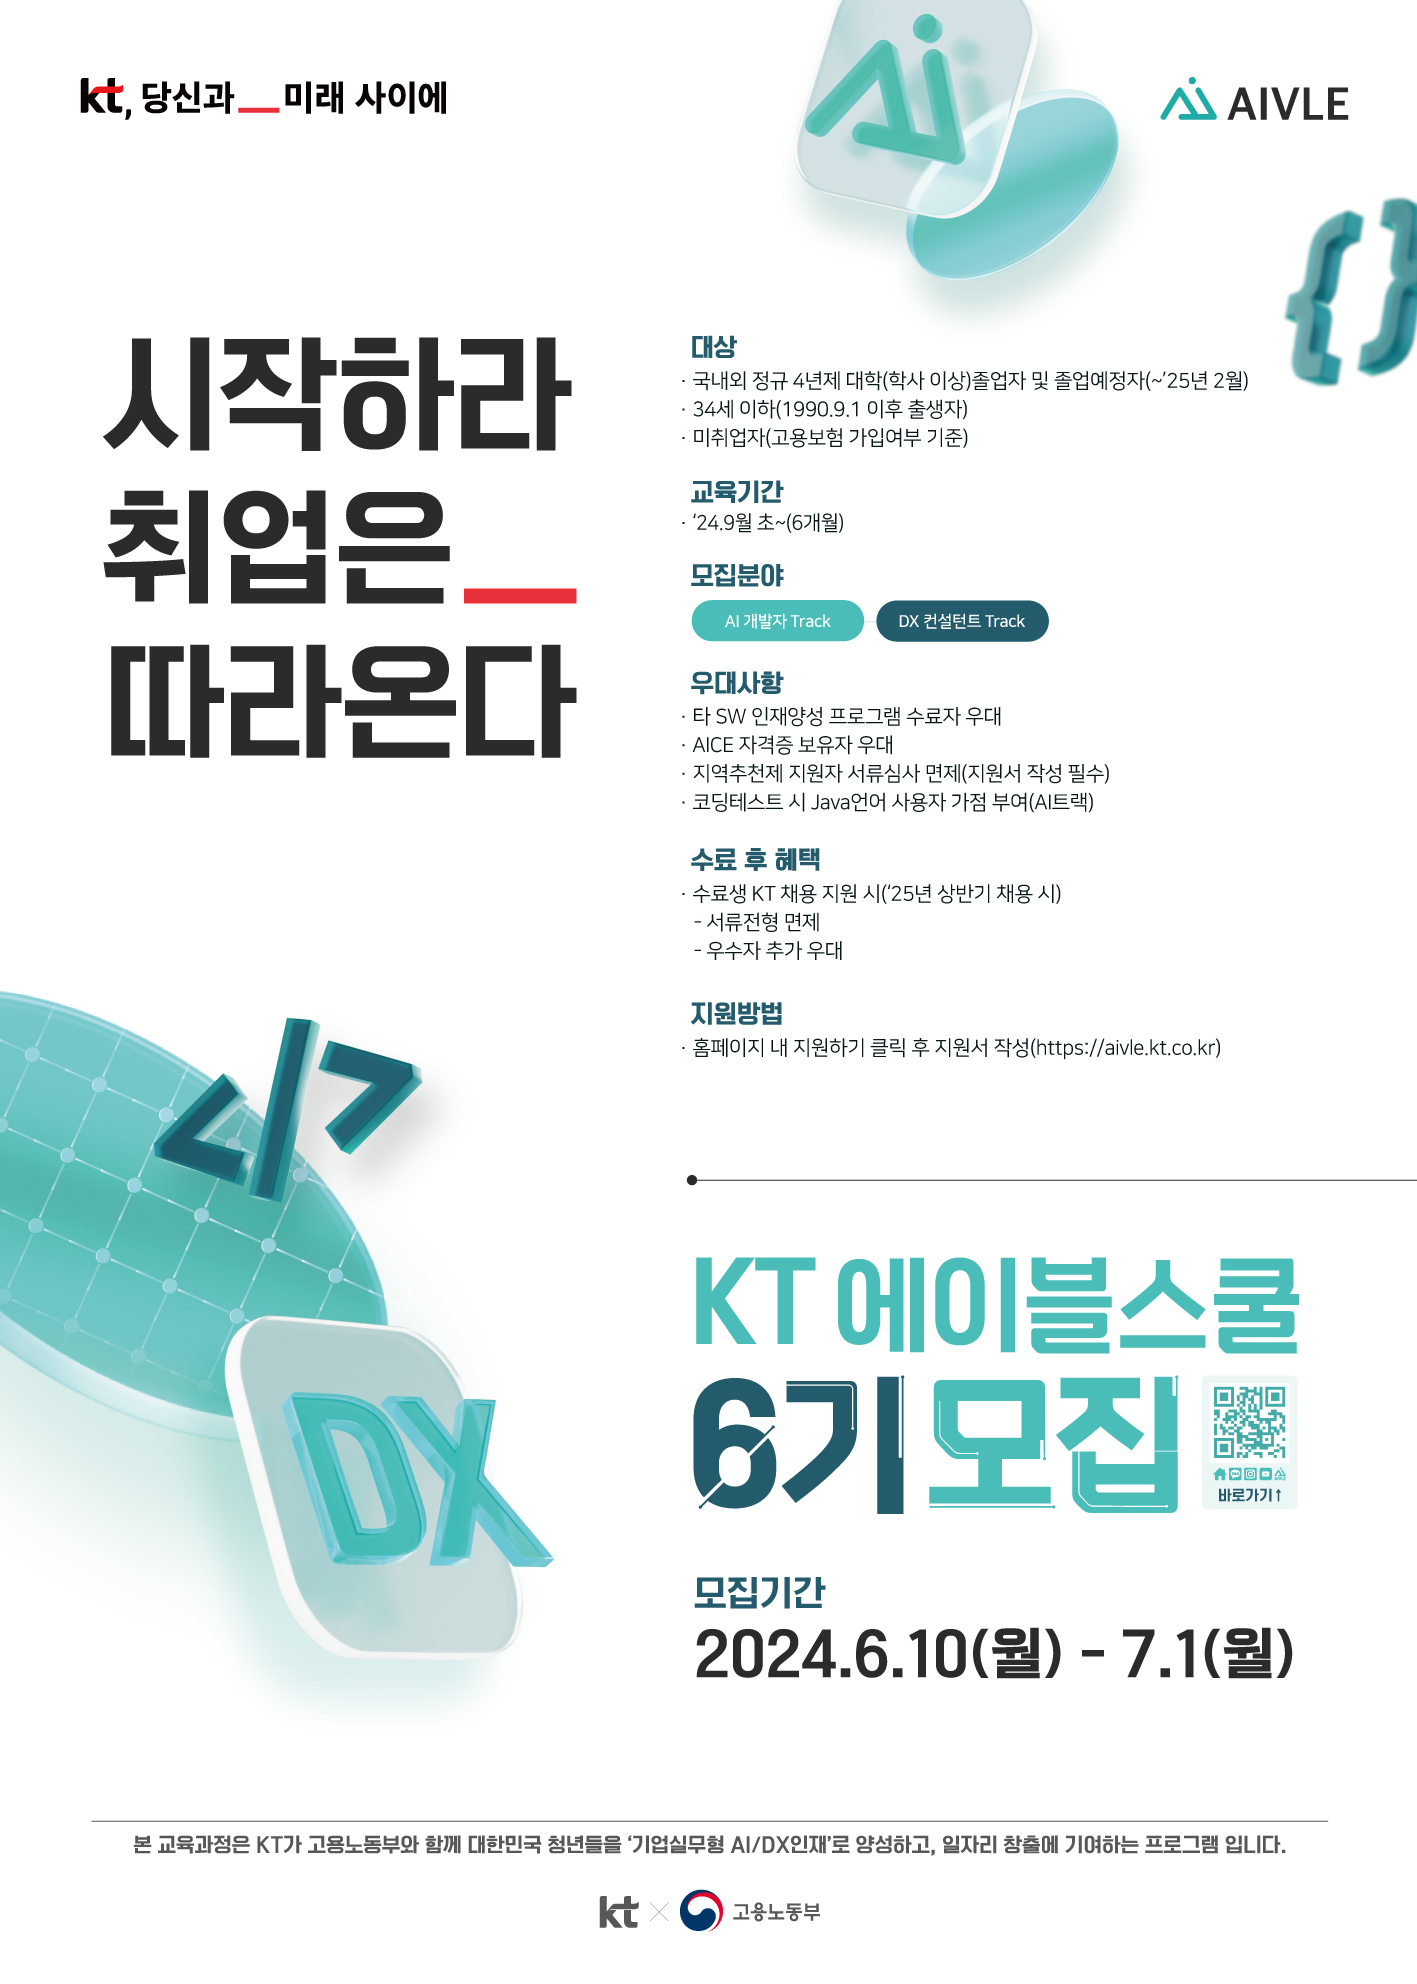 kt, 당신과__미래 사이에
Ai
AIVLE
{ }
시작하라
취업은__
따라온다
대상
· 국내외 정규 4년제 대학(학사 이상)졸업자 및 졸업예정자(~’25년 2월)
· 34세 이하(1990.9.1 이후 출생자)
· 미취업자(고용보험 가입여부 기준)
교육기간
· ‘24.9월 초~(6개월)
모집분야
AI 개발자 Track
DX 컨설턴트 Track
우대사항
· 타 SW 인재양성 프로그램 수료자 우대
· AICE 자격증 보유자 우대
· 지역추천제 지원자 서류심사 면제(지원서 작성 필수)
· 코딩테스트 시 Java언어 사용자 가점 부여(AI트랙)
수료 후 혜택
· 수료생 KT 채용 지원 시(‘25년 상반기 채용 시)
- 서류전형 면제
- 우수자 추가 우대
지원방법
· 홈페이지 내 지원하기 클릭 후 지원서 작성(https://aivle.kt.co.kr)
</>
DX
KT 에이블스쿨
6기 모집
바로가기↑
모집기간
2024.6.10(월) - 7.1(월)
본 교육과정은 KT가 고용노동부와 함께 대한민국 청년들을 ‘기업실무형 AI/DX인재’로 양성하고, 일자리 창출에 기여하는 프로그램 입니다.
kt × 고용노동부